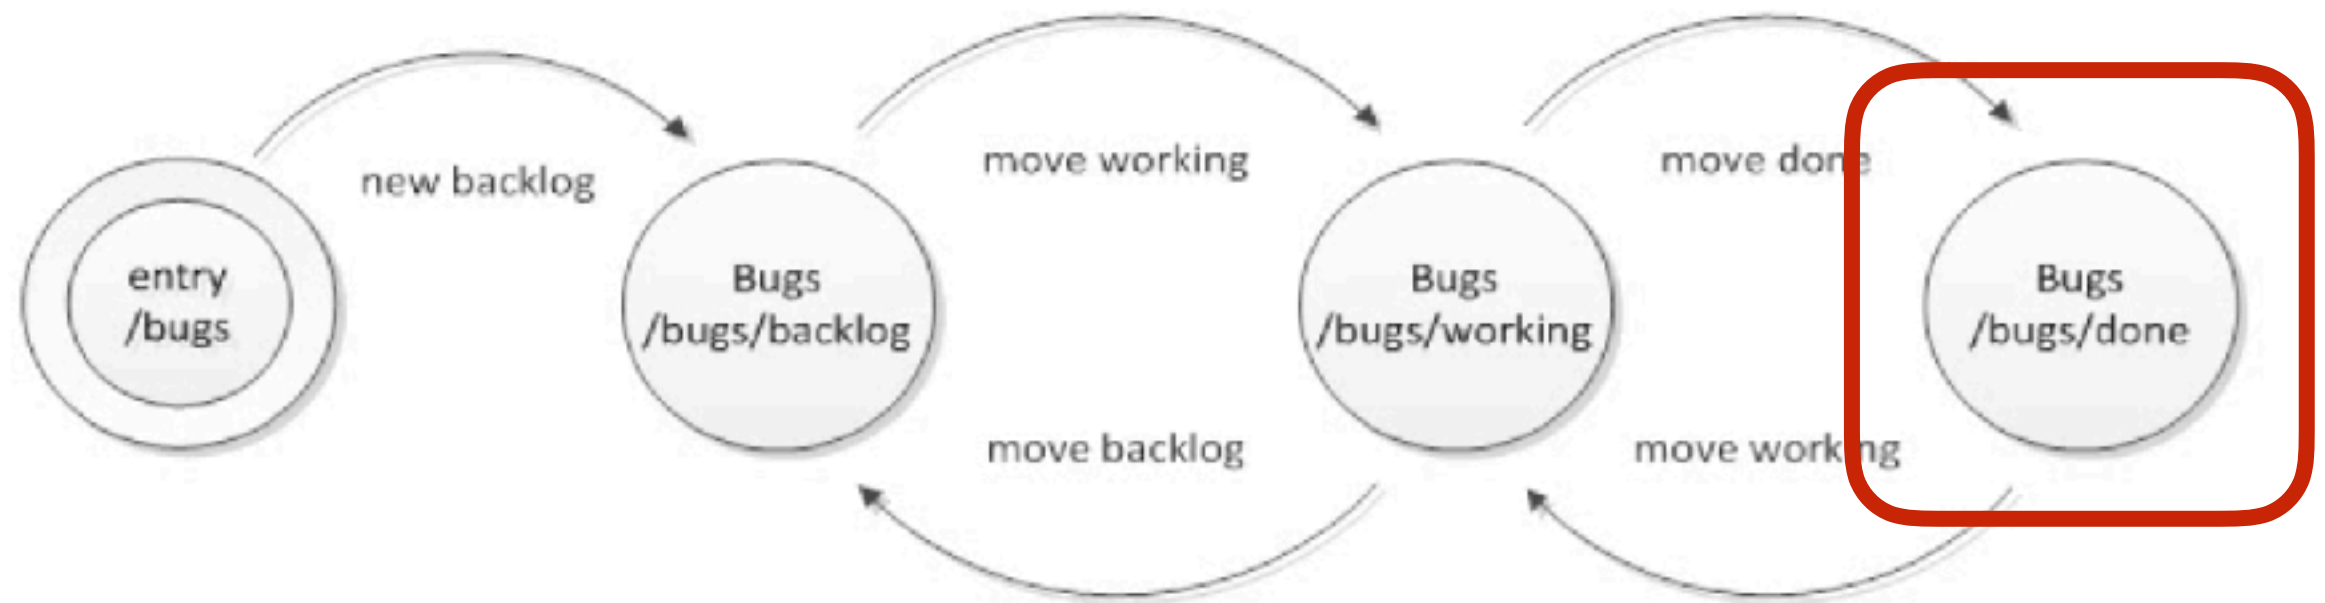 new backlog
move working
move done
entry
/bugs
Bugs
/bugs/backlog
Bugs
/bugs/working
Bugs
/bugs/done
move backlog
move working